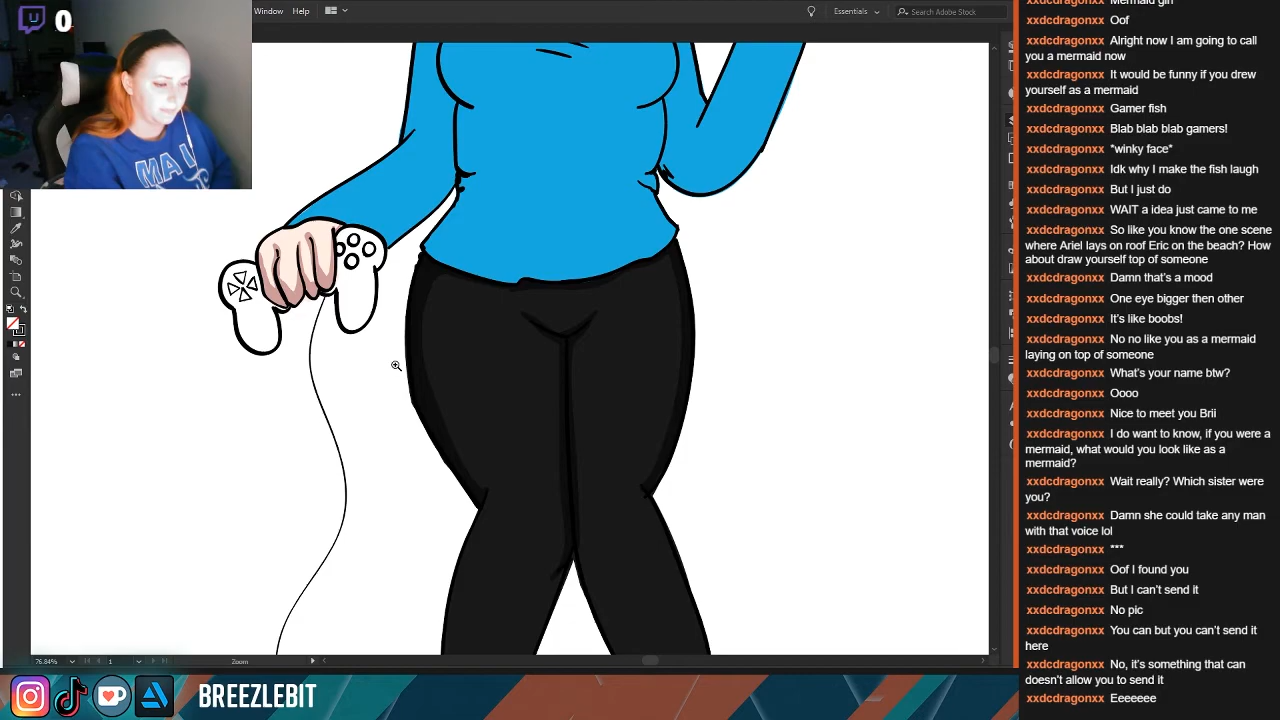 0
Window Help
Essentials
Search Adobe Stock
MA
xxdcdragonxx Mermaid girl
xxdcdragonxx Oof
xxdcdragonxx Alright now I am going to call
you a mermaid now
xxdcdragonxx It would be funny if you drew
yourself as a mermaid
xxdcdragonxx Gamer fish
xxdcdragonxx Blab blab blab gamers!
xxdcdragonxx *winky face*
xxdcdragonxx Idk why I make the fish laugh
xxdcdragonxx But I just do
xxdcdragonxx WAIT a idea just came to me
xxdcdragonxx So like you know the one scene
where Ariel lays on roof Eric on the beach? How
about draw yourself top of someone
xxdcdragonxx Damn that's a mood
xxdcdragonxx One eye bigger then other
xxdcdragonxx It's like boobs!
xxdcdragonxx No no like you as a mermaid
laying on top of someone
xxdcdragonxx What's your name btw?
xxdcdragonxx Oooo
xxdcdragonxx Nice to meet you Brii
xxdcdragonxx I do want to know, if you were a
mermaid, what would you look like as a
mermaid?
xxdcdragonxx Wait really? Which sister were
you?
xxdcdragonxx Damn she could take any man
with that voice lol
xxdcdragonxx ***
xxdcdragonxx Oof I found you
xxdcdragonxx But I can't send it
xxdcdragonxx No pic
xxdcdragonxx You can but you can't send it
here
xxdcdragonxx No, it's something that can
doesn't allow you to send it
xxdcdragonxx Eeeeeee
76.84% 1 Zoom
BREEZLEBIT